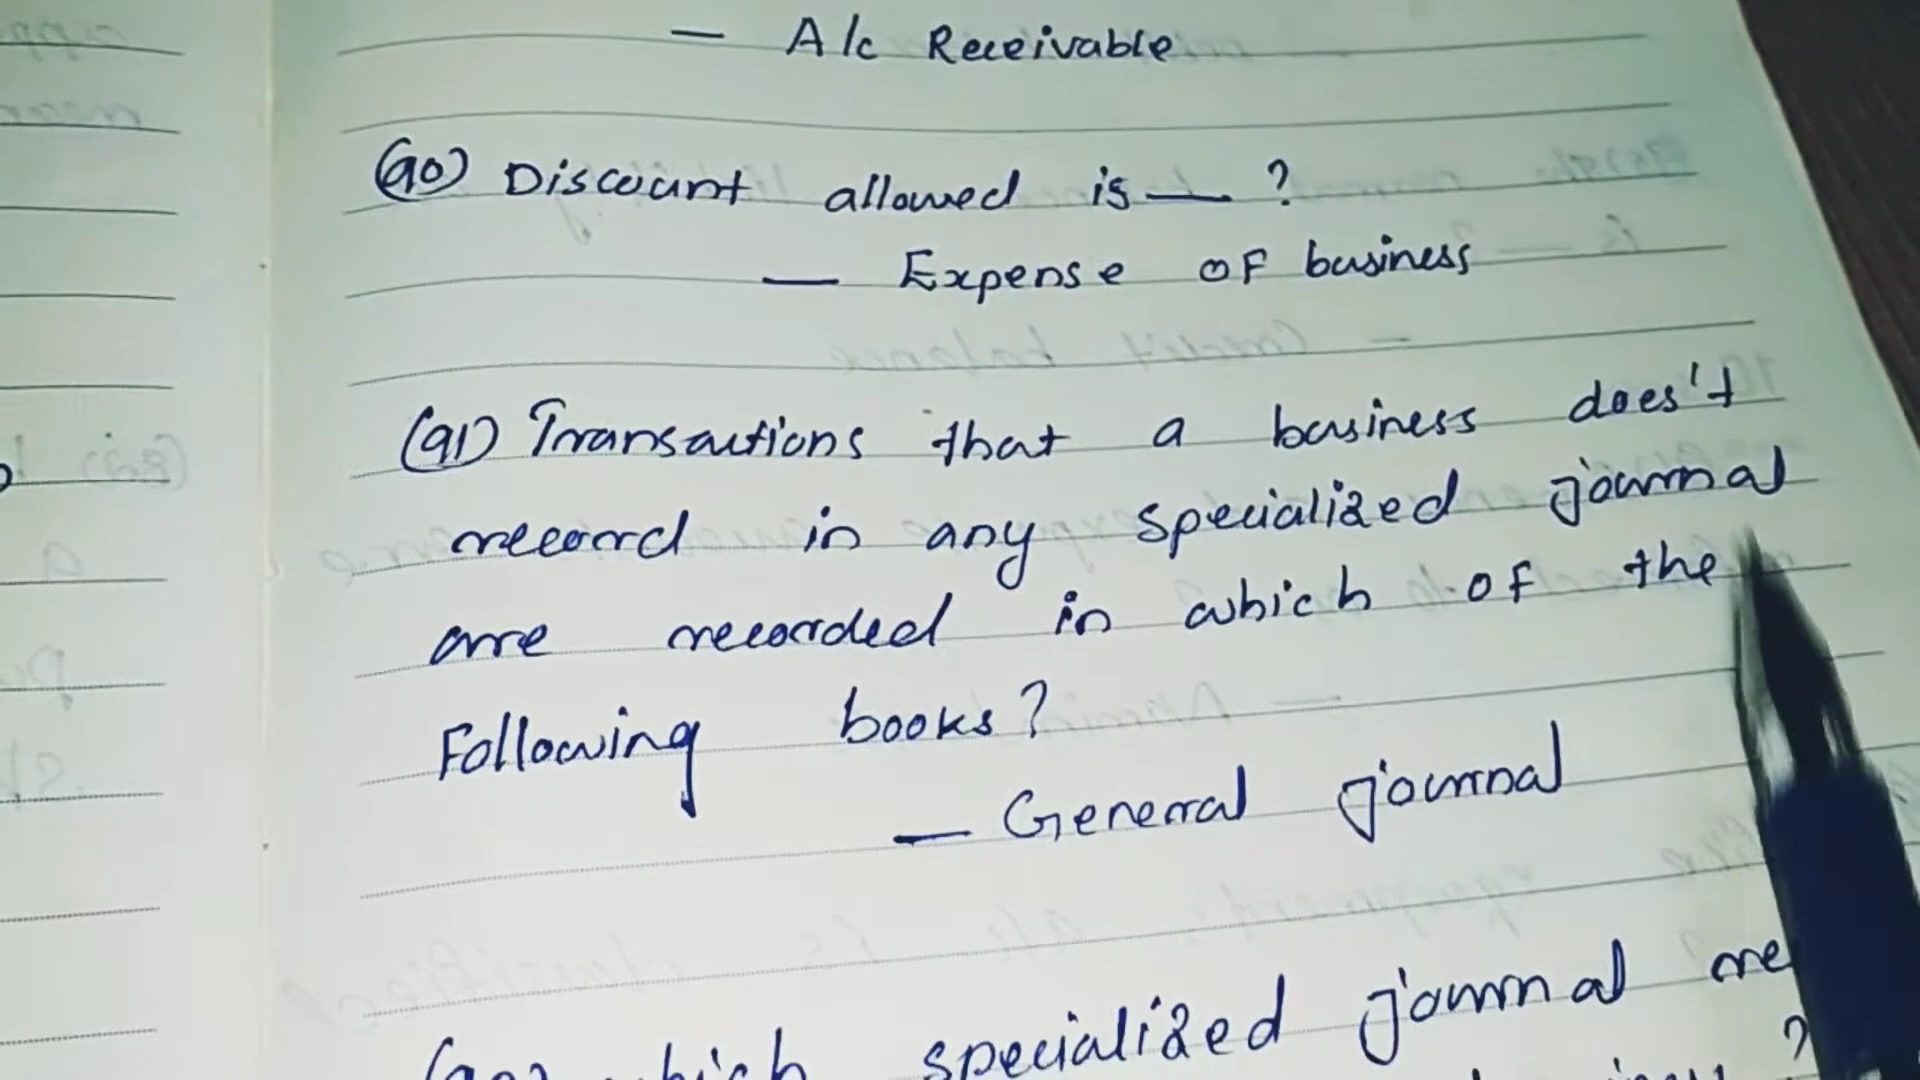 — A/c Receivable
(90) Discount allowed is — ?
— Expense of business
(91) Transactions that a business does't
record in any specialized journal
are recorded in which of the
Following books?
— General journal
which specialized journal
?